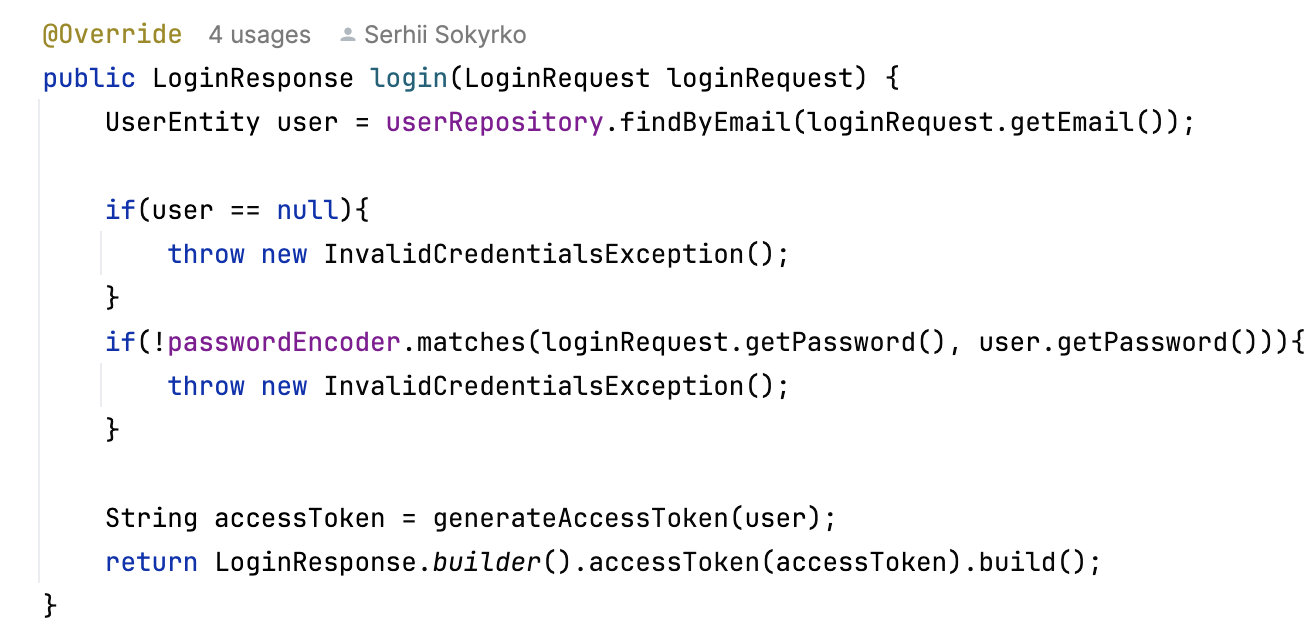 @Override 4 usages Serhii Sokyrko
public LoginResponse login(LoginRequest loginRequest) {
    UserEntity user = userRepository.findByEmail(loginRequest.getEmail());

    if(user == null){
        throw new InvalidCredentialsException();
    }
    if(!passwordEncoder.matches(loginRequest.getPassword(), user.getPassword())){
        throw new InvalidCredentialsException();
    }

    String accessToken = generateAccessToken(user);
    return LoginResponse.builder().accessToken(accessToken).build();
}